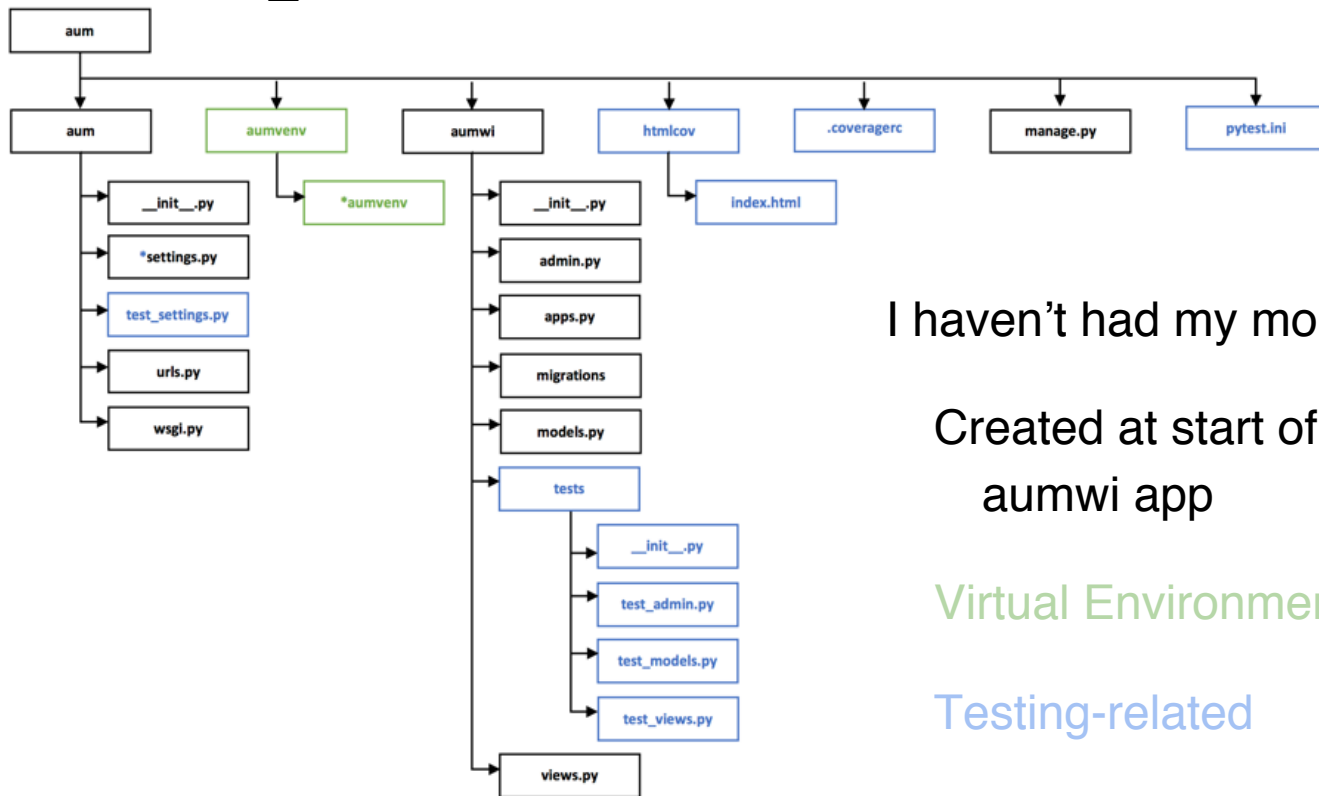 aum
aum
aumvenv
aumwi
htmlcov
.coveragerc
manage.py
pytest.ini
__init__.py
*settings.py
test_settings.py
urls.py
wsgi.py
*aumvenv
__init__.py
admin.py
apps.py
migrations
models.py
tests
__init__.py
test_admin.py
test_models.py
test_views.py
views.py
index.html
I haven’t had my mo
Created at start of
aumwi app
Virtual Environmen
Testing-related